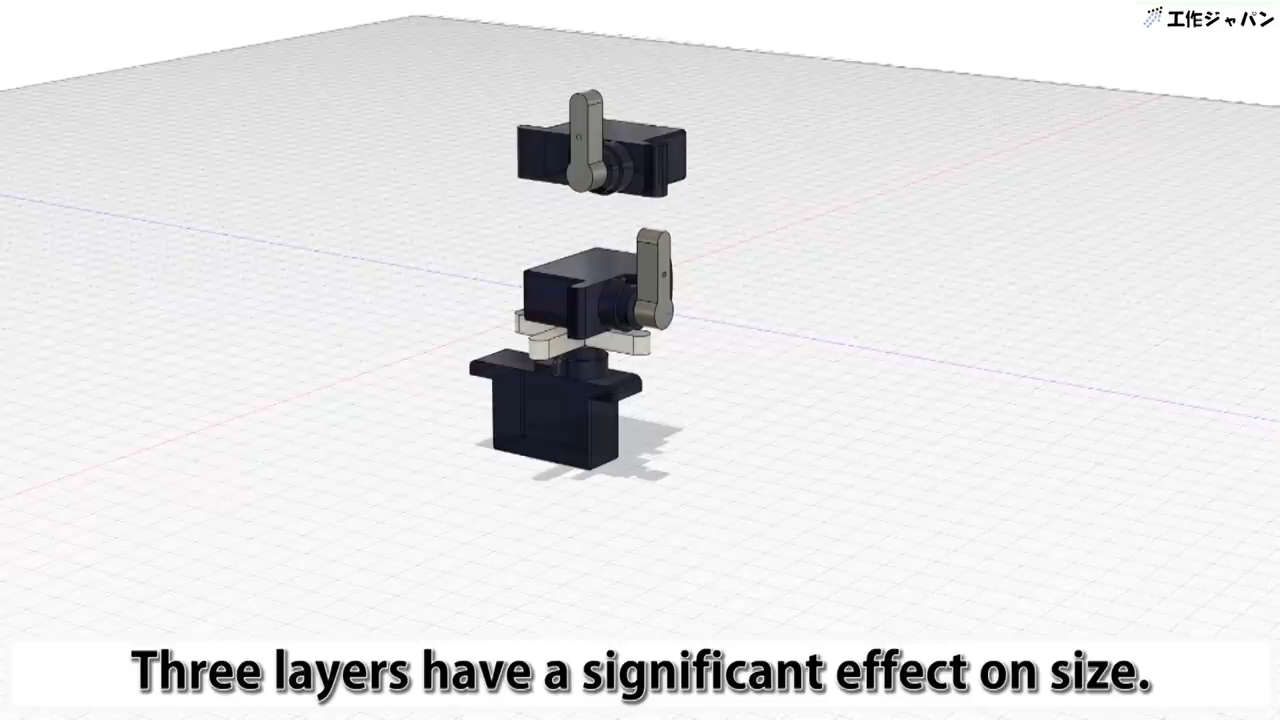 工作ジャパン
Three layers have a significant effect on size.